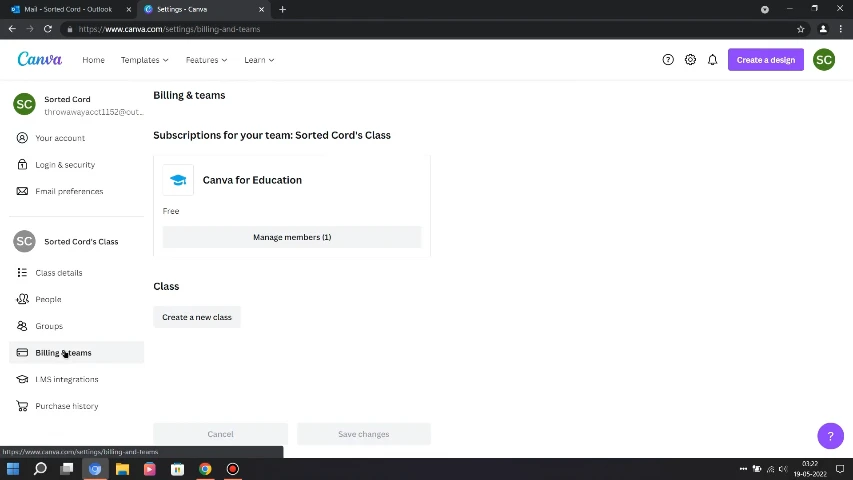 Mail - Sorted Cord - Outlook
Settings - Canva
https://www.canva.com/settings/billing-and-teams
Canva
Home
Templates
Features
Learn
Create a design
SC
SC
Sorted Cord
throwawayacct1152@out...
Your account
Login & security
Email preferences
SC
Sorted Cord's Class
Class details
People
Groups
Billing & teams
LMS integrations
Purchase history
Billing & teams
Subscriptions for your team: Sorted Cord's Class
Canva for Education
Free
Manage members (1)
Class
Create a new class
Cancel
Save changes
?
https://www.canva.com/settings/billing-and-teams
03:22
19-05-2022